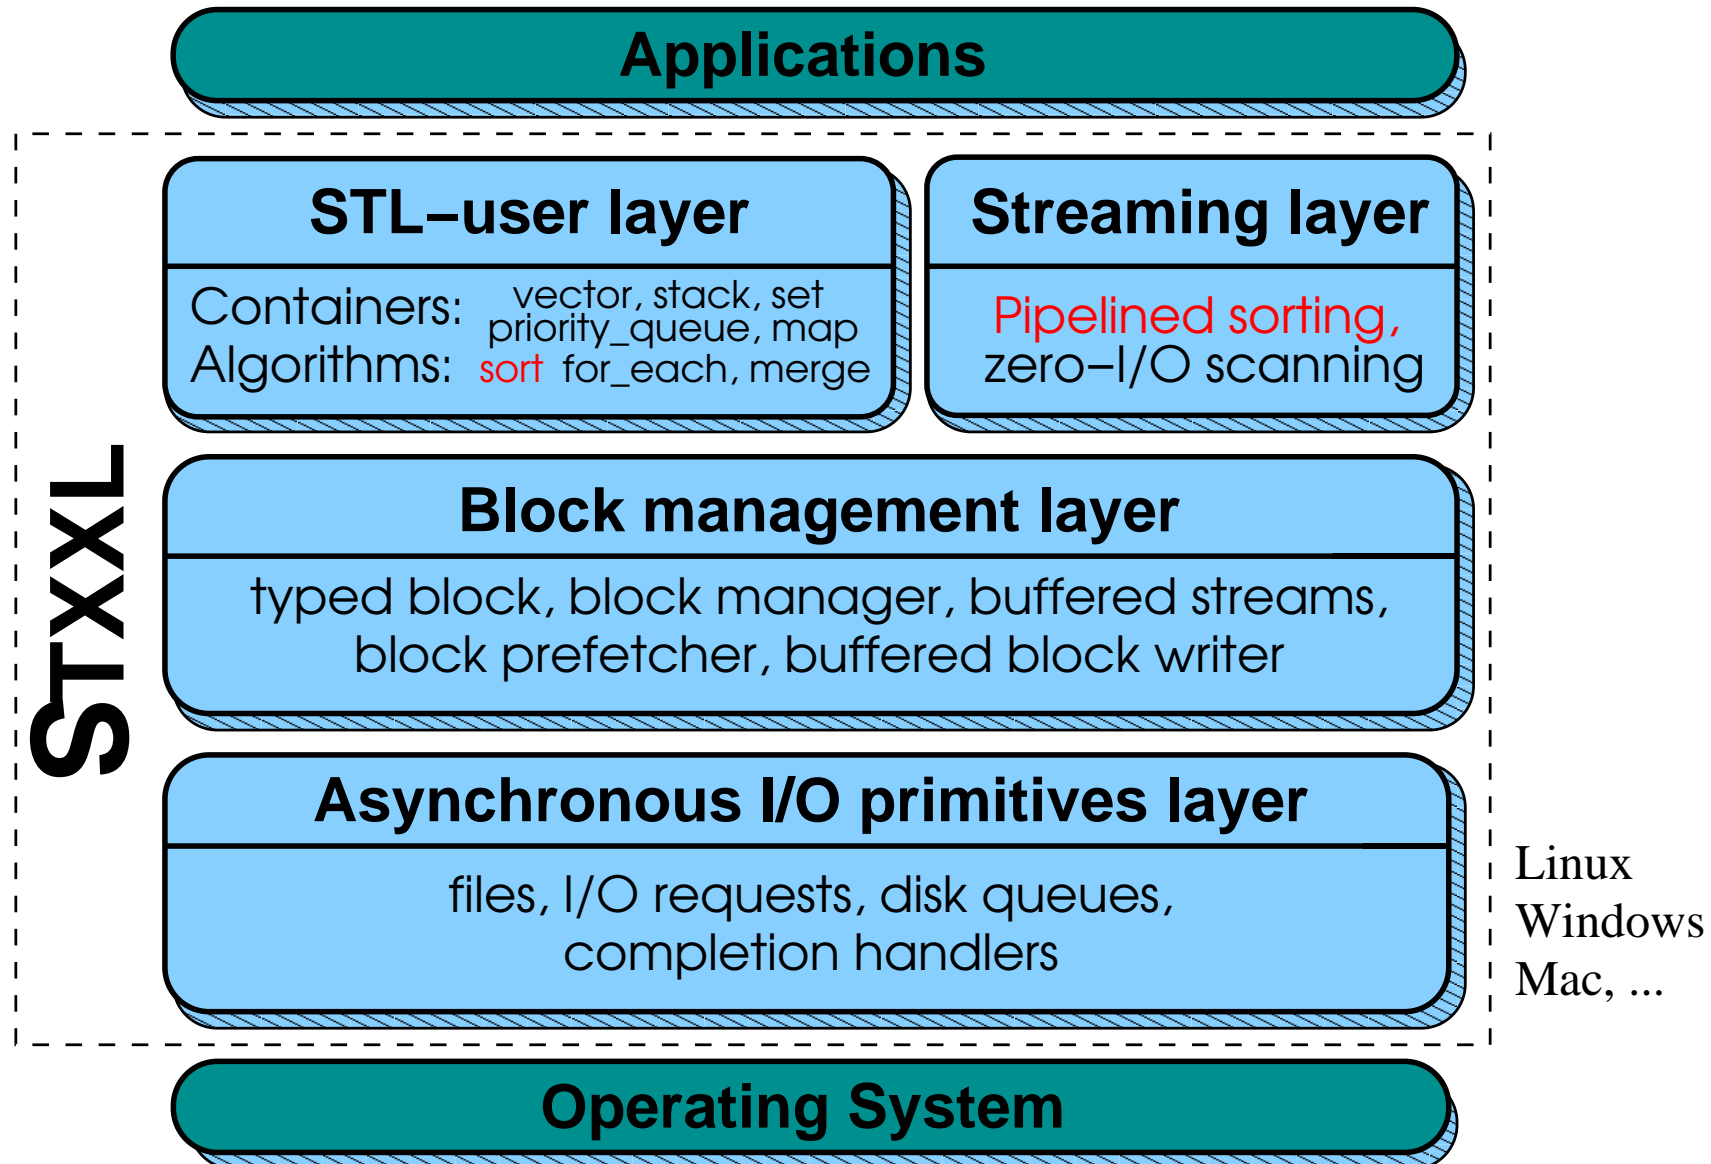 Applications
STL–user layer
Containers: vector, stack, set
priority_queue, map
Algorithms: sort for_each, merge
Streaming layer
Pipelined sorting,
zero–I/O scanning
STXXL
Block management layer
typed block, block manager, buffered streams,
block prefetcher, buffered block writer
Asynchronous I/O primitives layer
files, I/O requests, disk queues,
completion handlers
Linux
Windows
Mac, ...
Operating System